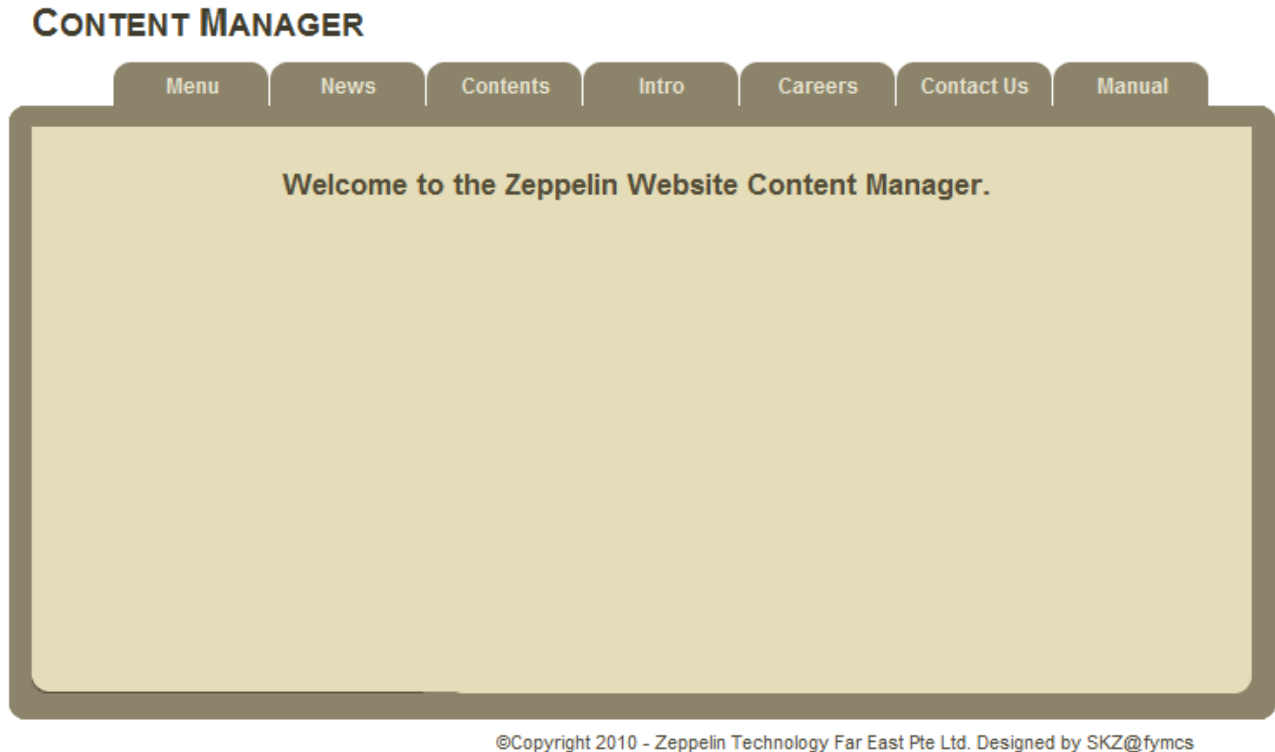 CONTENT MANAGER
Menu News Contents Intro Careers Contact Us Manual
Welcome to the Zeppelin Website Content Manager.
©Copyright 2010 - Zeppelin Technology Far East Pte Ltd. Designed by SKZ@fymcs